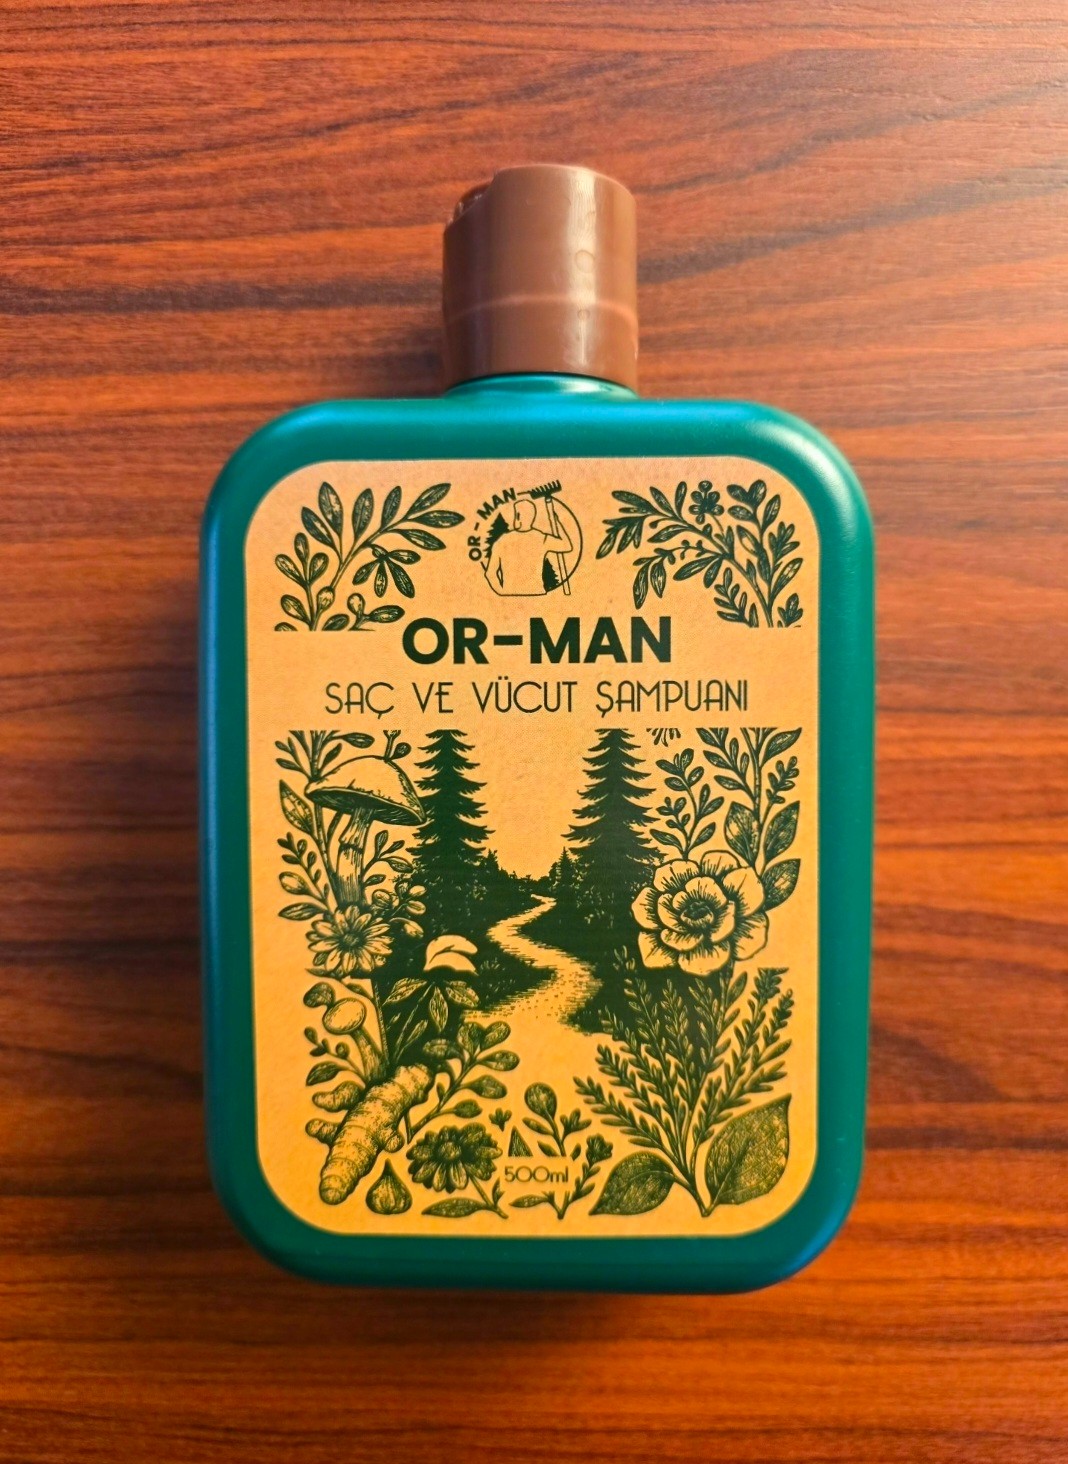 OR-MAN
OR-MAN
SAÇ VE VÜCUT ŞAMPUANI
500ml